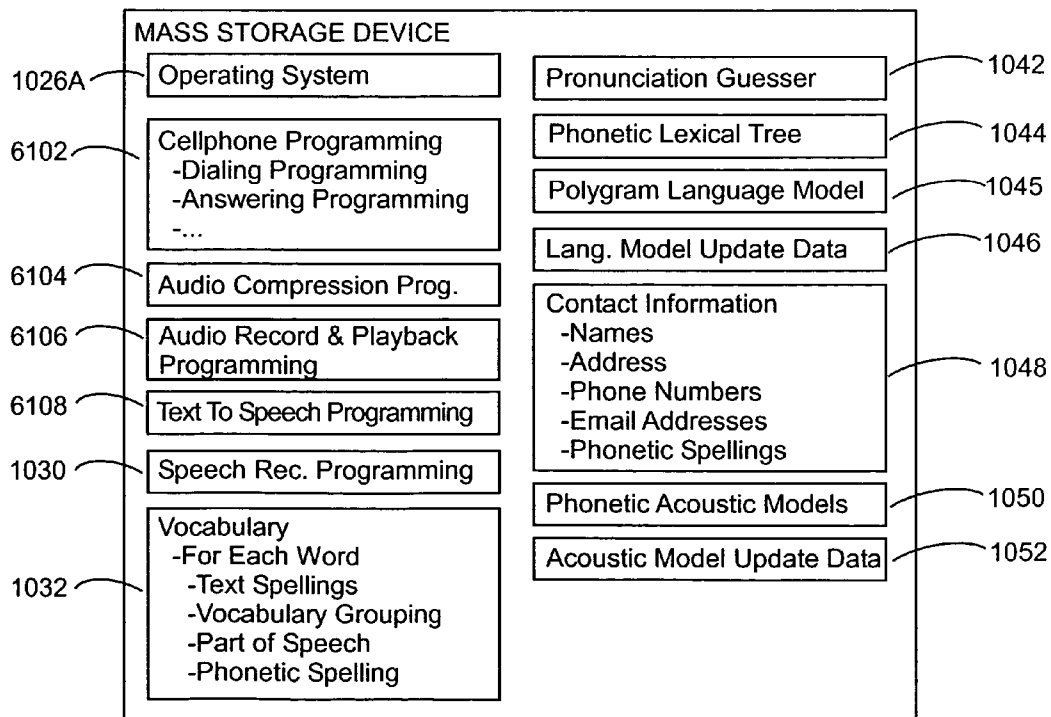 MASS STORAGE DEVICE
1026A
Operating System
6102
Cellphone Programming
-Dialing Programming
-Answering Programming
-...
6104
Audio Compression Prog.
6106
Audio Record & Playback
Programming
6108
Text To Speech Programming
1030
Speech Rec. Programming
1032
Vocabulary
-For Each Word
-Text Spellings
-Vocabulary Grouping
-Part of Speech
-Phonetic Spelling
Pronunciation Guesser
1042
Phonetic Lexical Tree
1044
Polygram Language Model
1045
Lang. Model Update Data
1046
Contact Information
-Names
-Address
-Phone Numbers
-Email Addresses
-Phonetic Spellings
1048
Phonetic Acoustic Models
1050
Acoustic Model Update Data
1052